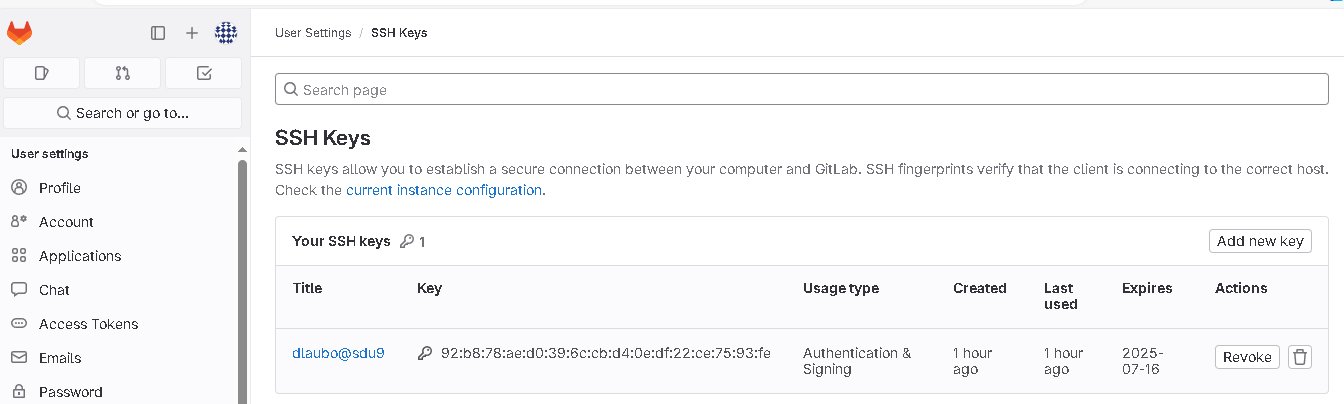 User Settings / SSH Keys
Search page
Search or go to...
User settings
Profile
Account
Applications
Chat
Access Tokens
Emails
Password
SSH Keys
SSH keys allow you to establish a secure connection between your computer and GitLab. SSH fingerprints verify that the client is connecting to the correct host.
Check the current instance configuration.
Your SSH keys 1
Add new key
Title Key Usage type Created Last used Expires Actions
dlaubo@sdu9 92:b8:78:ae:d0:39:6c:cb:d4:0e:df:22:ce:75:93:fe Authentication & Signing 1 hour ago 1 hour ago 2025-07-16 Revoke